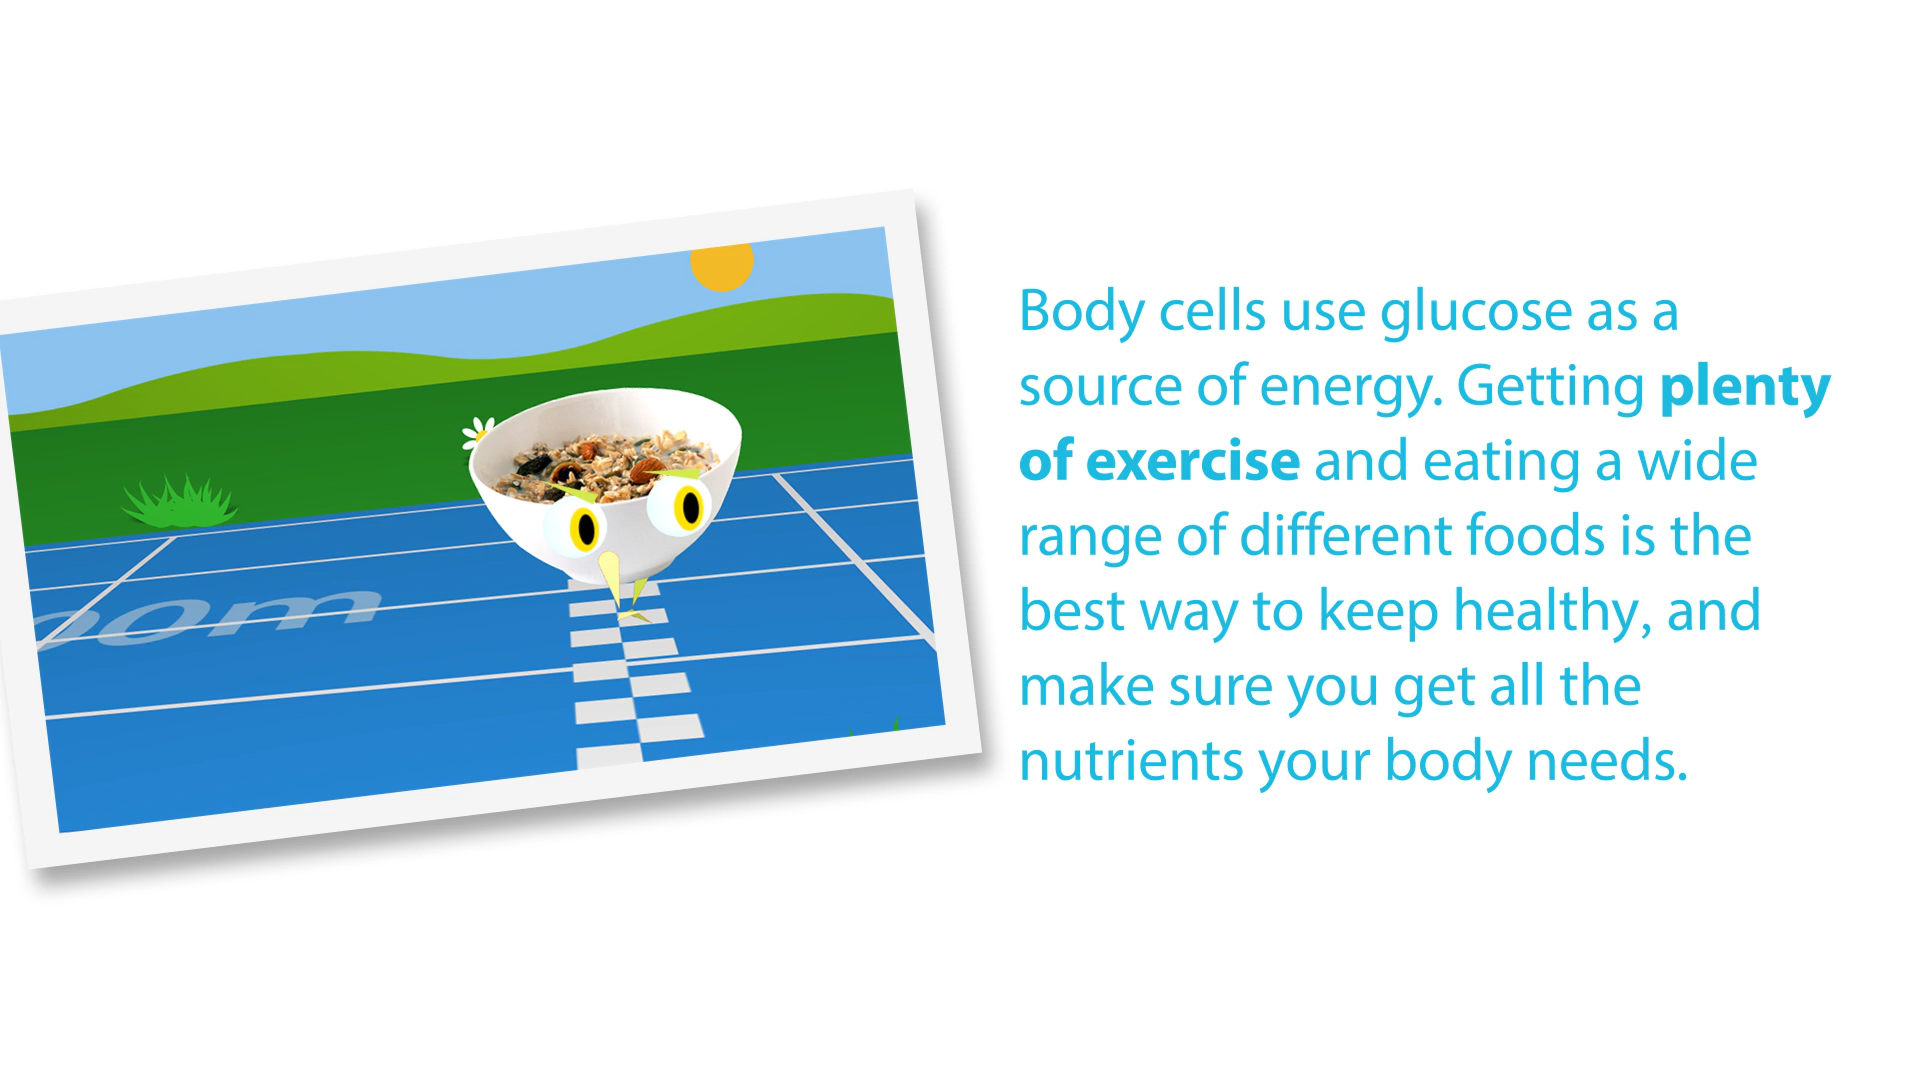 oom
Body cells use glucose as a
source of energy. Getting plenty
of exercise and eating a wide
range of different foods is the
best way to keep healthy, and
make sure you get all the
nutrients your body needs.